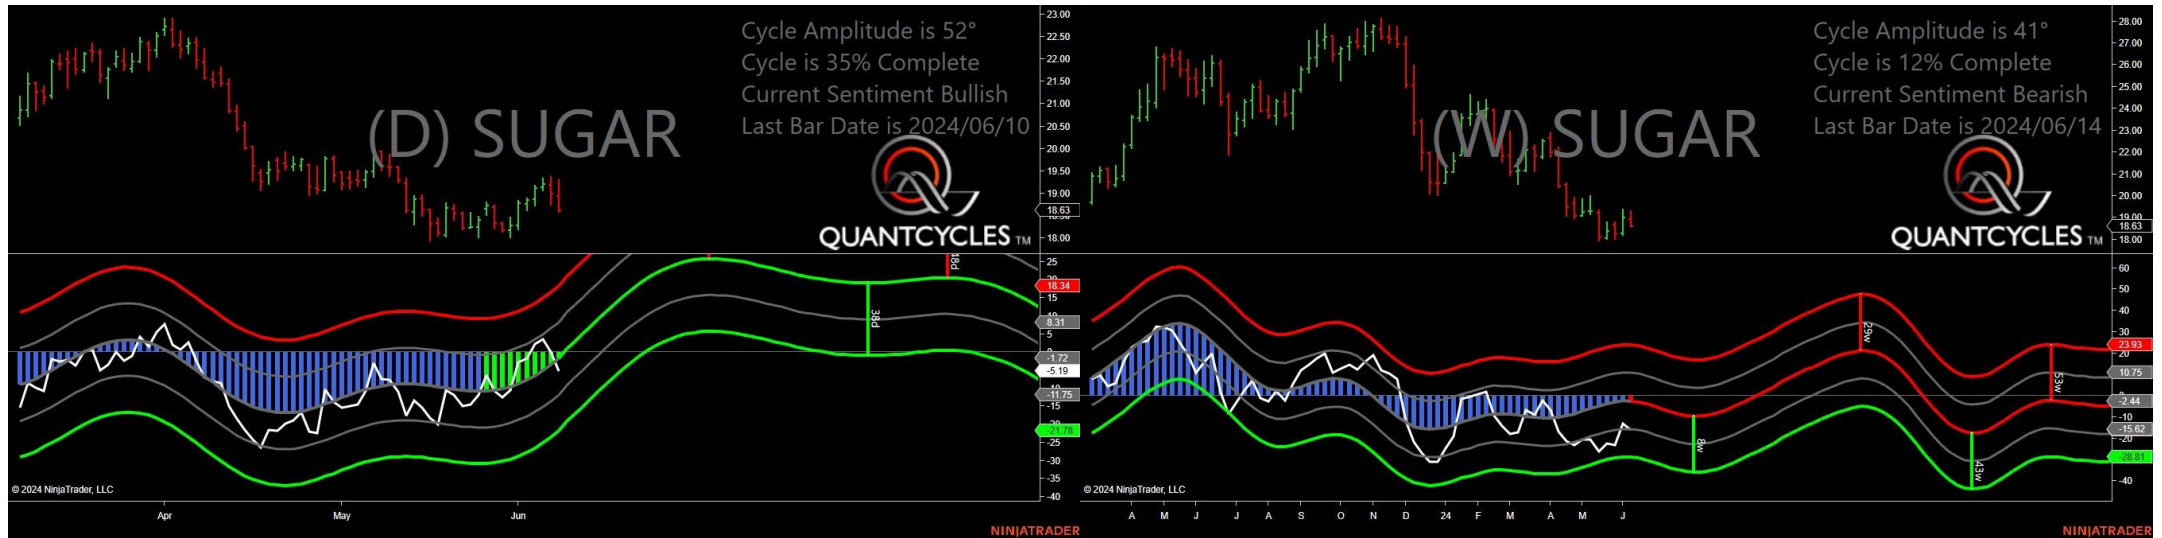 Cycle Amplitude is 52°
Cycle is 35% Complete
Current Sentiment Bullish
Last Bar Date is 2024/06/10
(D) SUGAR
QUANTCYCLES TM
23.00
22.50
22.00
21.50
21.00
20.50
20.00
19.50
19.00
18.63
18.00
48d
38d
25
18.34
15
8.31
5
-1.72
-5.19
-11.75
-15
-21.78
-25
-30
-35
-40
© 2024 NinjaTrader, LLC
Apr May Jun
NINJATRADER
Cycle Amplitude is 41°
Cycle is 12% Complete
Current Sentiment Bearish
Last Bar Date is 2024/06/14
(W) SUGAR
QUANTCYCLES TM
28.00
26.00
25.00
24.00
23.00
22.00
21.00
20.00
19.00
18.63
18.00
29w
53w
8w
43w
60
50
40
30
23.93
20
10.75
-2.44
-10
-15.62
-20
-28.81
-40
© 2024 NinjaTrader, LLC
A M J J A S O N D 24 F M A M J
NINJATRADER